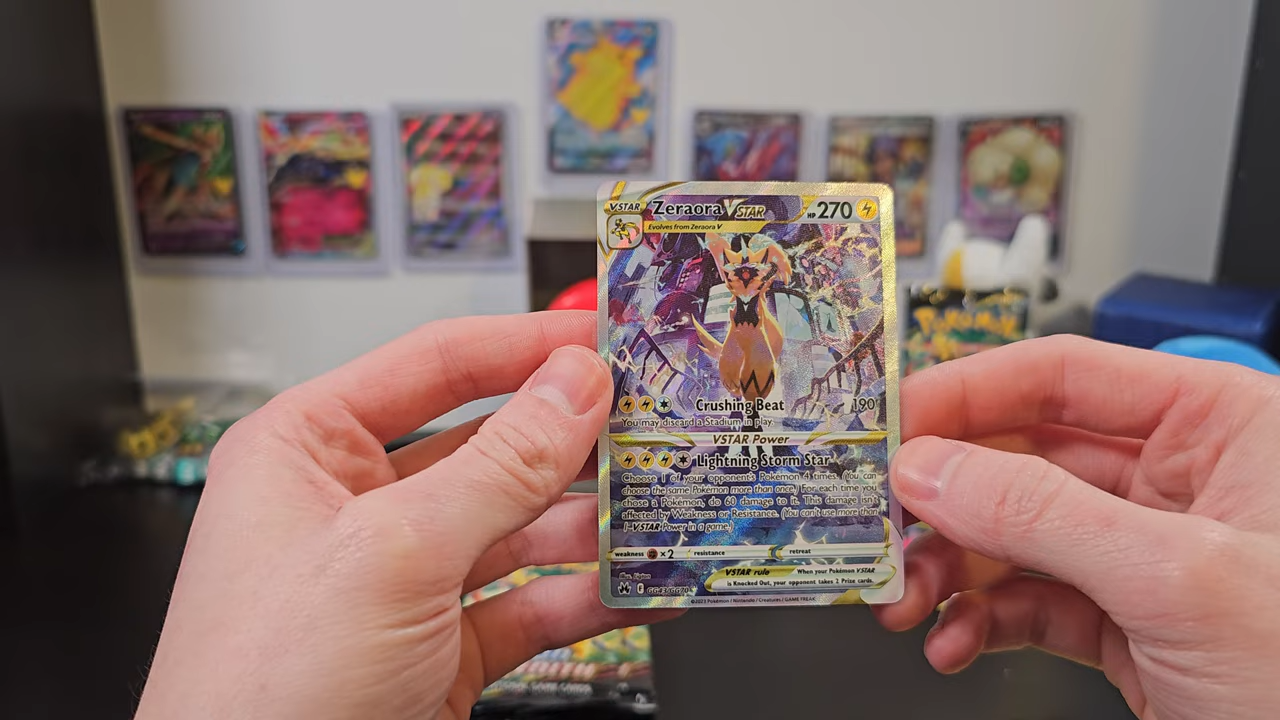 VSTAR Zeraora VSTAR HP 270
Evolves from Zeraora V
Crushing Beat 190
You may discard a Stadium in play.
VSTAR Power
Lightning Storm Star
Choose 1 of your opponent's Pokémon 4 times. (You can
choose the same Pokémon more than once.) For each time you
chose a Pokémon, do 60 damage to it. This damage isn't
affected by Weakness or Resistance. (You can't use more than
1 VSTAR Power in a game.)
weakness ×2 resistance retreat
VSTAR rule When your Pokémon VSTAR
is Knocked Out, your opponent takes 2 Prize cards.
Illus. Ligton
F GG43/GG70
©2023 Pokémon / Nintendo / Creatures / GAME FREAK
POKÉMON